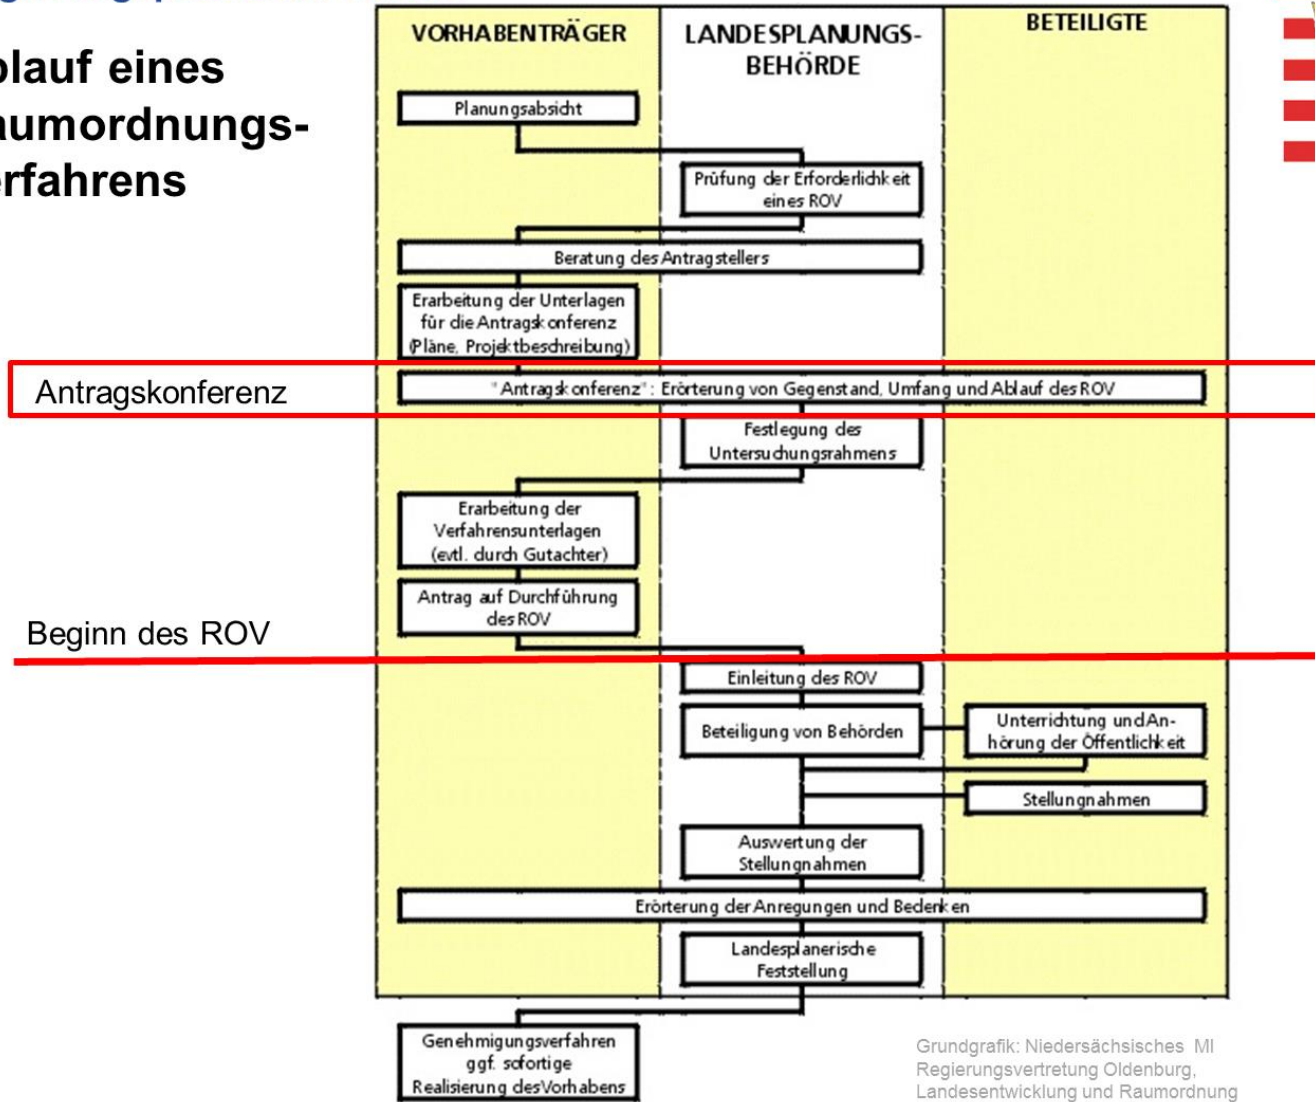 blauf eines
aumordnungs-
erfahrens
VORHABENTRÄGER
LANDESPLANUNGS-
BEHÖRDE
BETEILIGTE
Planungsabsicht
Prüfung der Erforderlichkeit
eines ROV
Beratung des Antragstellers
Erarbeitung der Unterlagen
für die Antragskonferenz
(Pläne, Projektbeschreibung)
Antragskonferenz
"Antragskonferenz": Erörterung von Gegenstand, Umfang und Ablauf des ROV
Festlegung des
Untersuchungsrahmens
Erarbeitung der
Verfahrensunterlagen
(evtl. durch Gutachter)
Antrag auf Durchführung
des ROV
Beginn des ROV
Einleitung des ROV
Beteiligung von Behörden
Unterrichtung und An-
hörung der Öffentlichkeit
Stellungnahmen
Auswertung der
Stellungnahmen
Erörterung der Anregungen und Bedenken
Landesplanerische
Feststellung
Genehmigungsverfahren
ggf. sofortige
Realisierung des Vorhabens
Grundgrafik: Niedersächsisches MI
Regierungsvertretung Oldenburg,
Landesentwicklung und Raumordnung